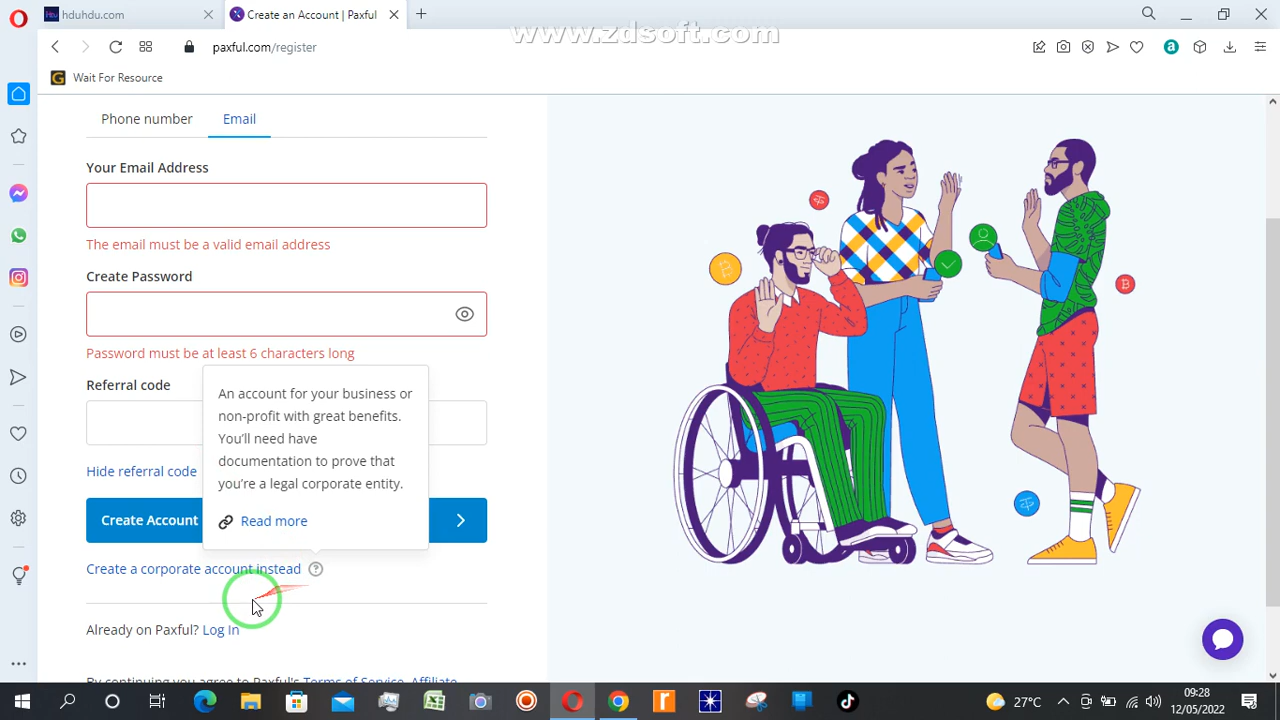 hduhdu.com
Create an Account | Paxful
www.zdsoft.com
paxful.com/register
Wait For Resource
Phone number
Email
Your Email Address
The email must be a valid email address
Create Password
Password must be at least 6 characters long
Referral code
An account for your business or
non-profit with great benefits.
You'll need have
documentation to prove that
you're a legal corporate entity.
Read more
Hide referral code
Create Account
Create a corporate account instead
Already on Paxful? Log In
By continuing you agree to Paxful's Terms of Service, Affiliate
27°C
09:28
12/05/2022